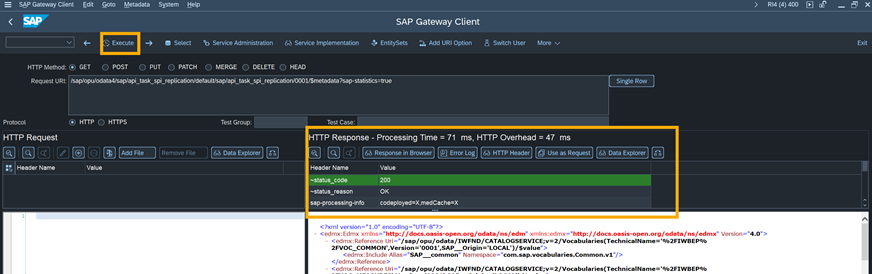 SAP Gateway Client Edit Goto Metadata System Help RI4 (4) 400
SAP SAP Gateway Client
Execute Select Service Administration Service Implementation EntitySets Add URI Option Switch User More Exit
HTTP Method: GET POST PUT PATCH MERGE DELETE HEAD
Request URI: /sap/opu/odata4/sap/api_task_spi_replication/default/sap/api_task_spi_replication/0001/$metadata?sap-statistics=true Single Row
Protocol HTTP HTTPS Test Group: Test Case:
HTTP Request HTTP Response - Processing Time = 71 ms, HTTP Overhead = 47 ms
Add File Remove File Data Explorer Response in Browser Error Log HTTP Header Use as Request Data Explorer
Header Name Value Header Name Value
~status_code 200
~status_reason OK
sap-processing-info codeployed=X,medCache=X
<?xml version="1.0" encoding="UTF-8"?>
- <edmx:Edmx xmlns="http://docs.oasis-open.org/odata/ns/edm" xmlns:edmx="http://docs.oasis-open.org/odata/ns/edmx" Version="4.0">
- <edmx:Reference Uri="/sap/opu/odata/IWFND/CATALOGSERVICE;v=2/Vocabularies(TechnicalName='%2FIWBEP%
2FVOC_COMMON',Version='0001',SAP__Origin='LOCAL')/$value">
<edmx:Include Alias="SAP__common" Namespace="com.sap.vocabularies.Common.v1"/>
</edmx:Reference>
- <edmx:Reference Uri="/sap/opu/odata/IWFND/CATALOGSERVICE;v=2/Vocabularies(TechnicalName='%2FIWBEP%